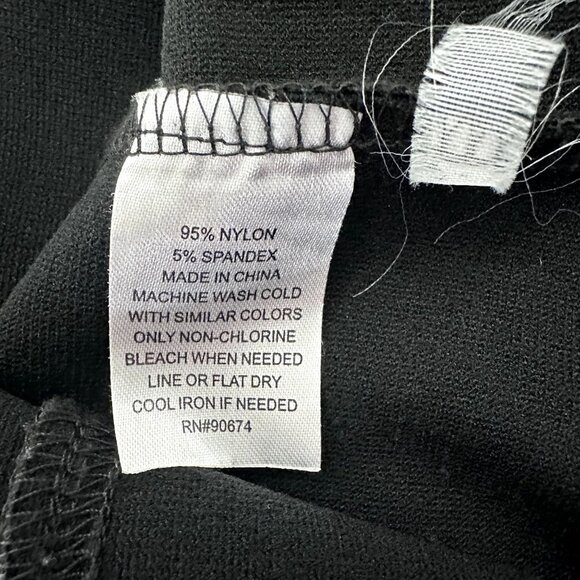 95% NYLON
5% SPANDEX
MADE IN CHINA
MACHINE WASH COLD
WITH SIMILAR COLORS
ONLY NON-CHLORINE
BLEACH WHEN NEEDED
LINE OR FLAT DRY
COOL IRON IF NEEDED
RN#90674